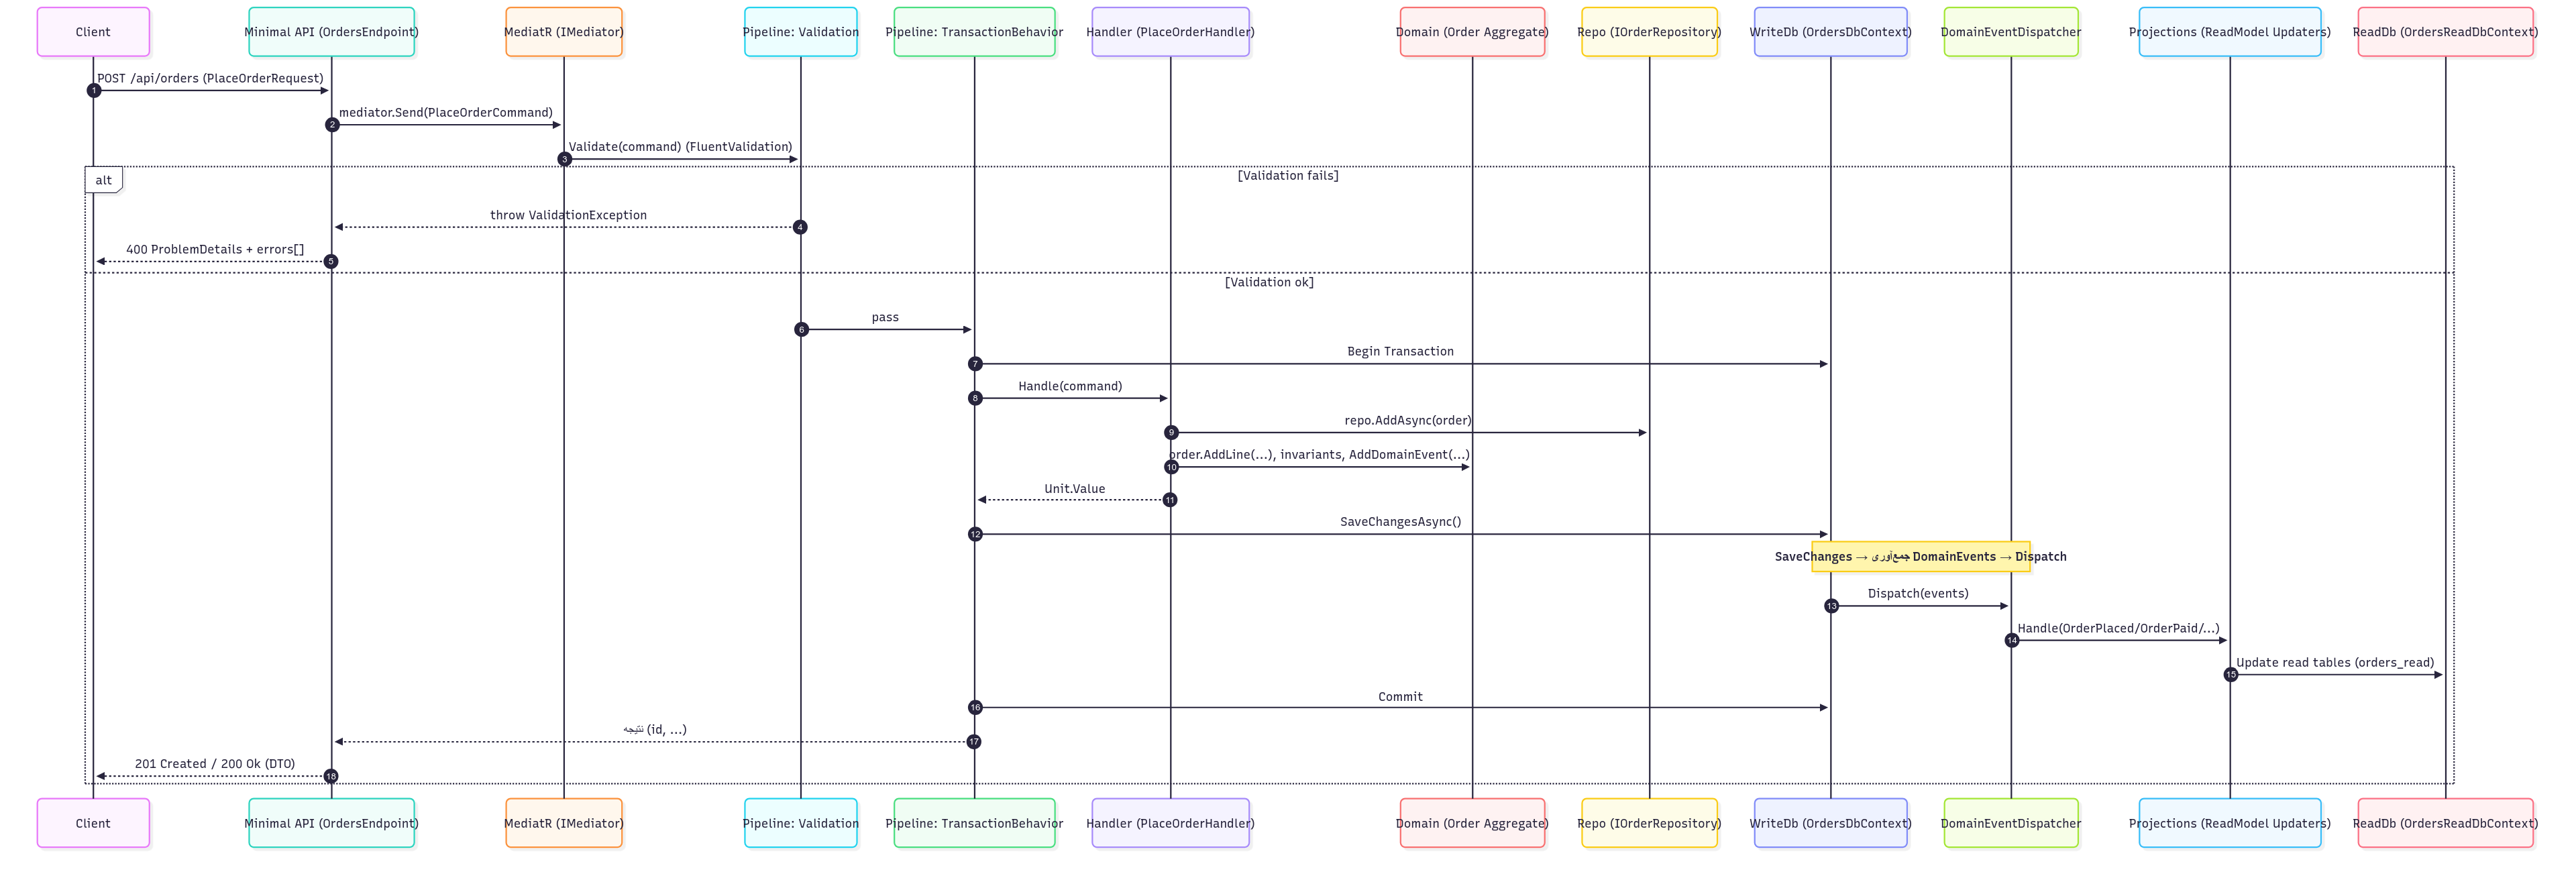 Client
Minimal API (OrdersEndpoint)
MediatR (IMediator)
Pipeline: Validation
Pipeline: TransactionBehavior
Handler (PlaceOrderHandler)
Domain (Order Aggregate)
Repo (IOrderRepository)
WriteDb (OrdersDbContext)
DomainEventDispatcher
Projections (ReadModel Updaters)
ReadDb (OrdersReadDbContext)
POST /api/orders (PlaceOrderRequest)
1
mediator.Send(PlaceOrderCommand)
2
Validate(command) (FluentValidation)
3
alt
[Validation fails]
throw ValidationException
4
400 ProblemDetails + errors[]
5
[Validation ok]
pass
6
Begin Transaction
7
Handle(command)
8
repo.AddAsync(order)
9
order.AddLine(...), invariants, AddDomainEvent(...)
10
Unit.Value
11
SaveChangesAsync()
12
SaveChanges → جمع‌آوری DomainEvents → Dispatch
Dispatch(events)
13
Handle(OrderPlaced/OrderPaid/...)
14
Update read tables (orders_read)
15
Commit
16
نتیجه (id, ...)
17
201 Created / 200 Ok (DTO)
18
Client
Minimal API (OrdersEndpoint)
MediatR (IMediator)
Pipeline: Validation
Pipeline: TransactionBehavior
Handler (PlaceOrderHandler)
Domain (Order Aggregate)
Repo (IOrderRepository)
WriteDb (OrdersDbContext)
DomainEventDispatcher
Projections (ReadModel Updaters)
ReadDb (OrdersReadDbContext)